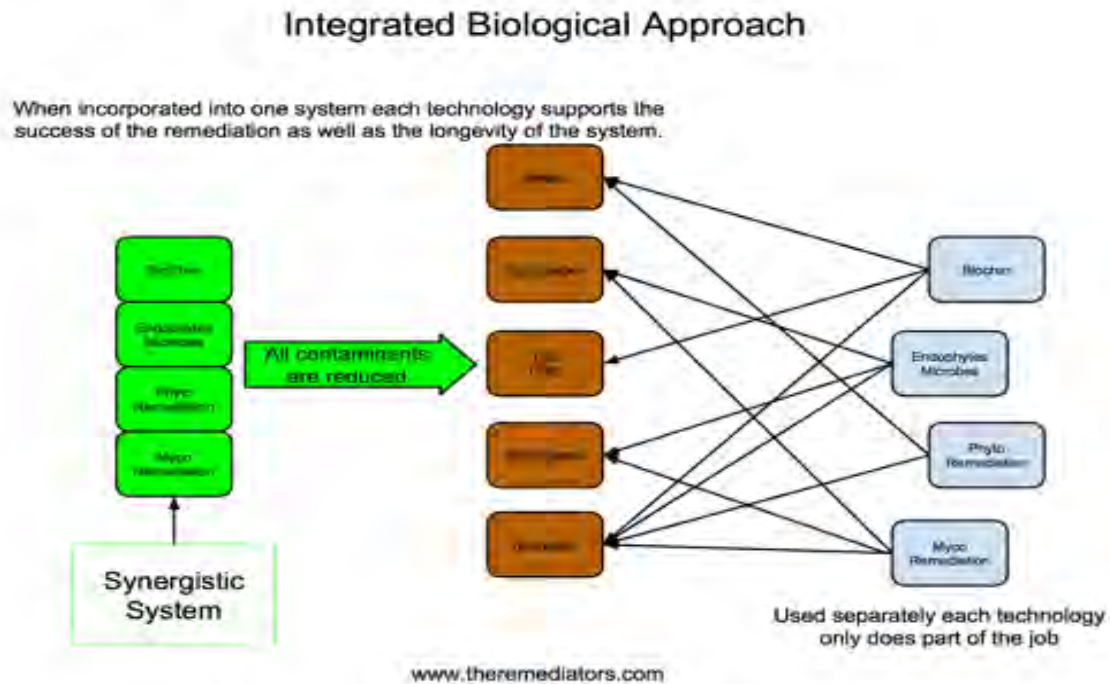 Integrated Biological Approach
When incorporated into one system each technology supports the
success of the remediation as well as the longevity of the system.
BioChar
Endophytes
Microbes
Phyto
Remediation
Myco
Remediation
All contaminants
are reduced
Synergistic
System
Biochar
Endophytes
Microbes
Phyto
Remediation
Myco
Remediation
Used separately each technology
only does part of the job
www.theremediators.com